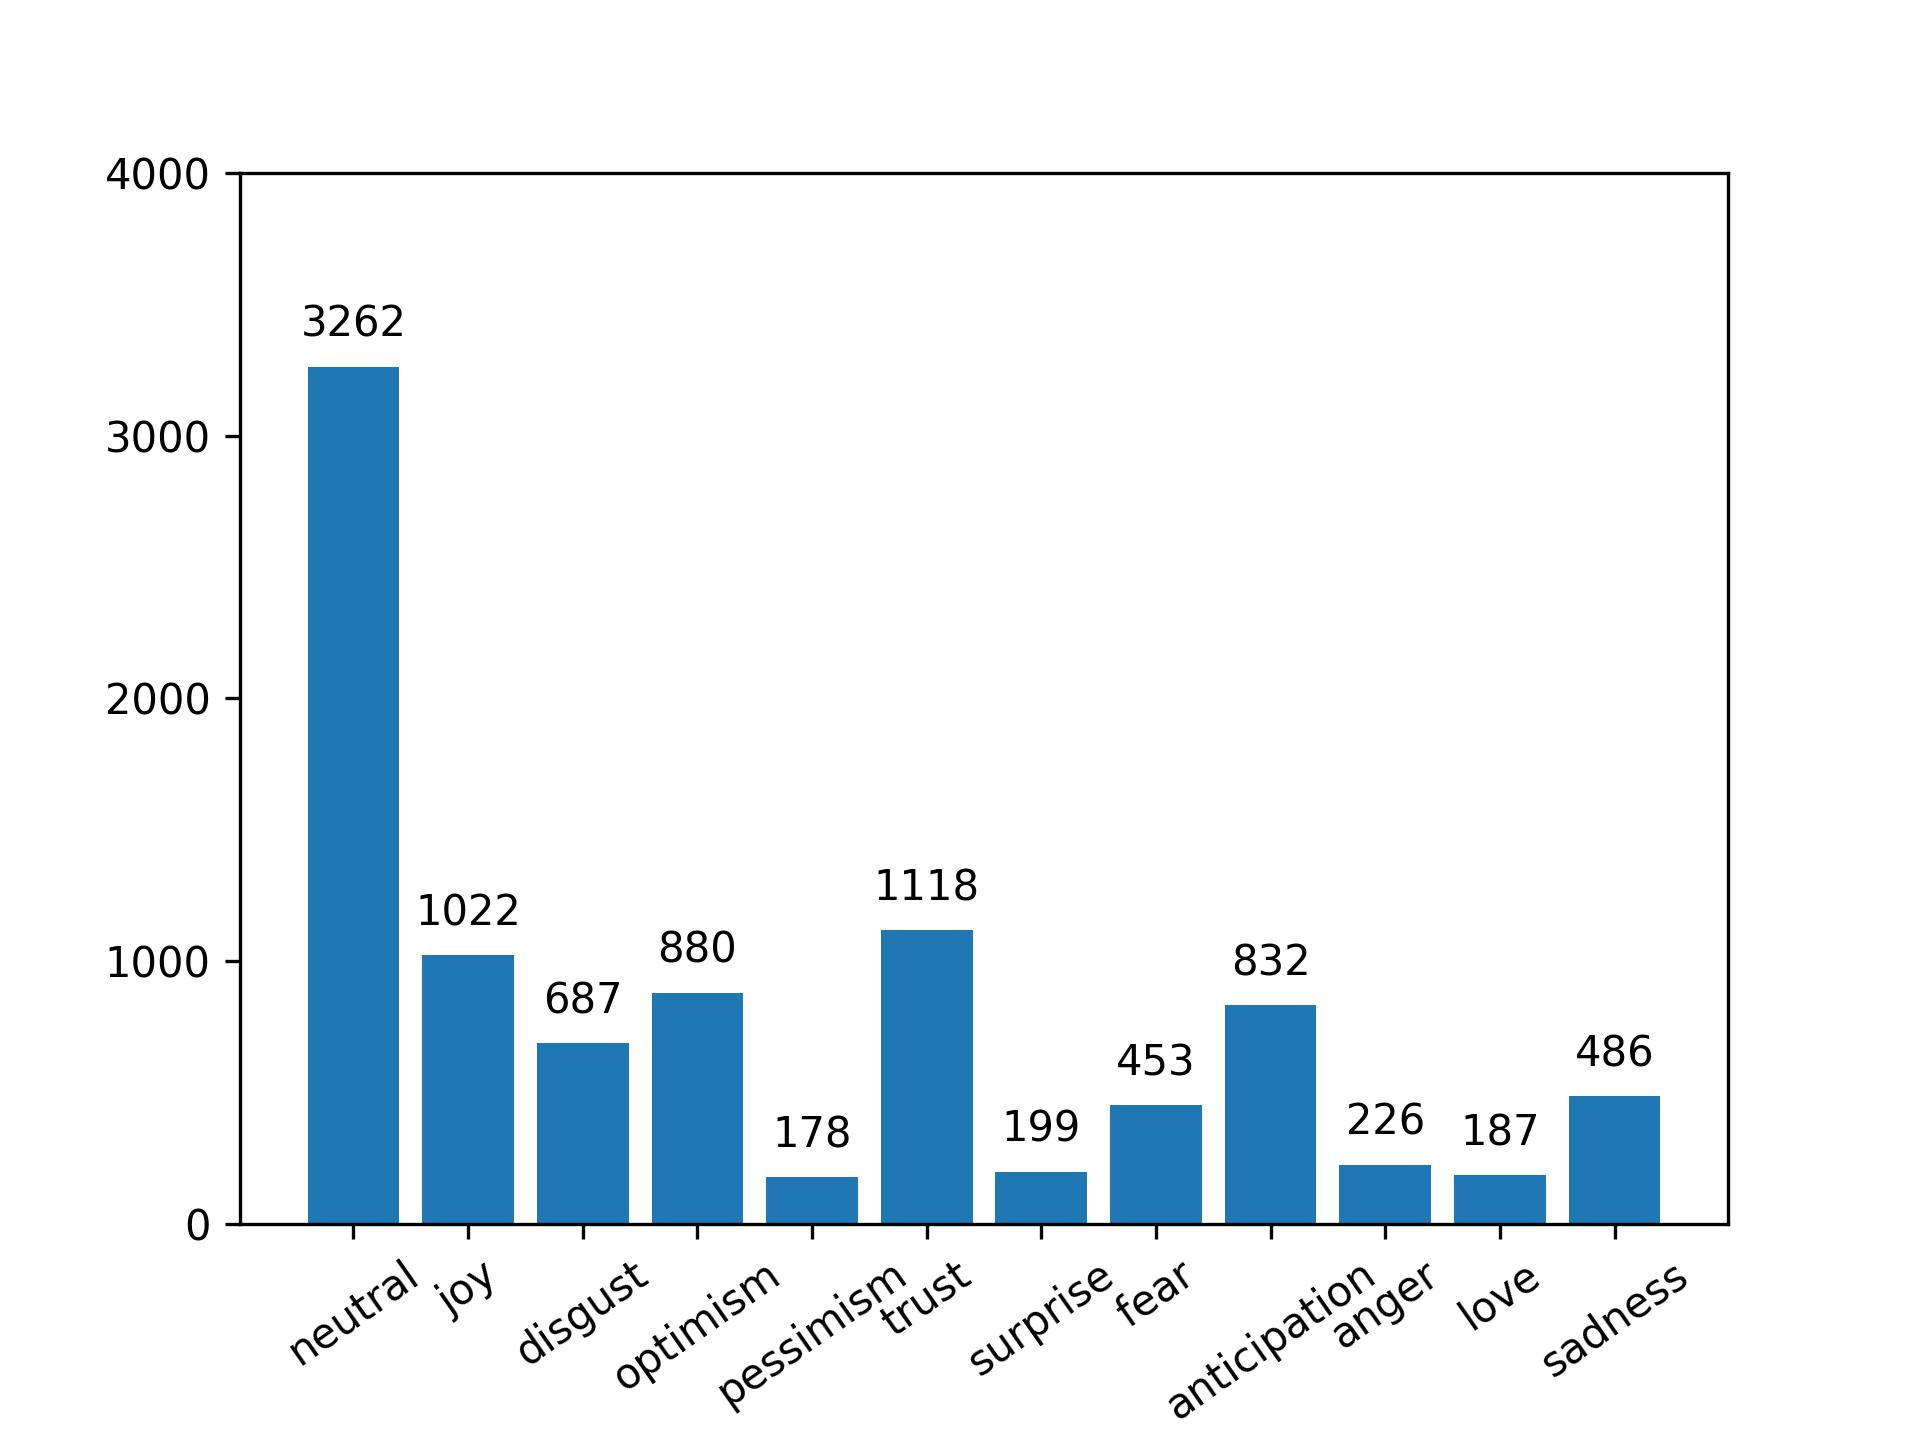 4000
3000
2000
1000
0
3262
1022
687
880
178
1118
199
453
832
226
187
486
neutral
joy
disgust
optimism
pessimism
trust
surprise
fear
anticipation
anger
love
sadness